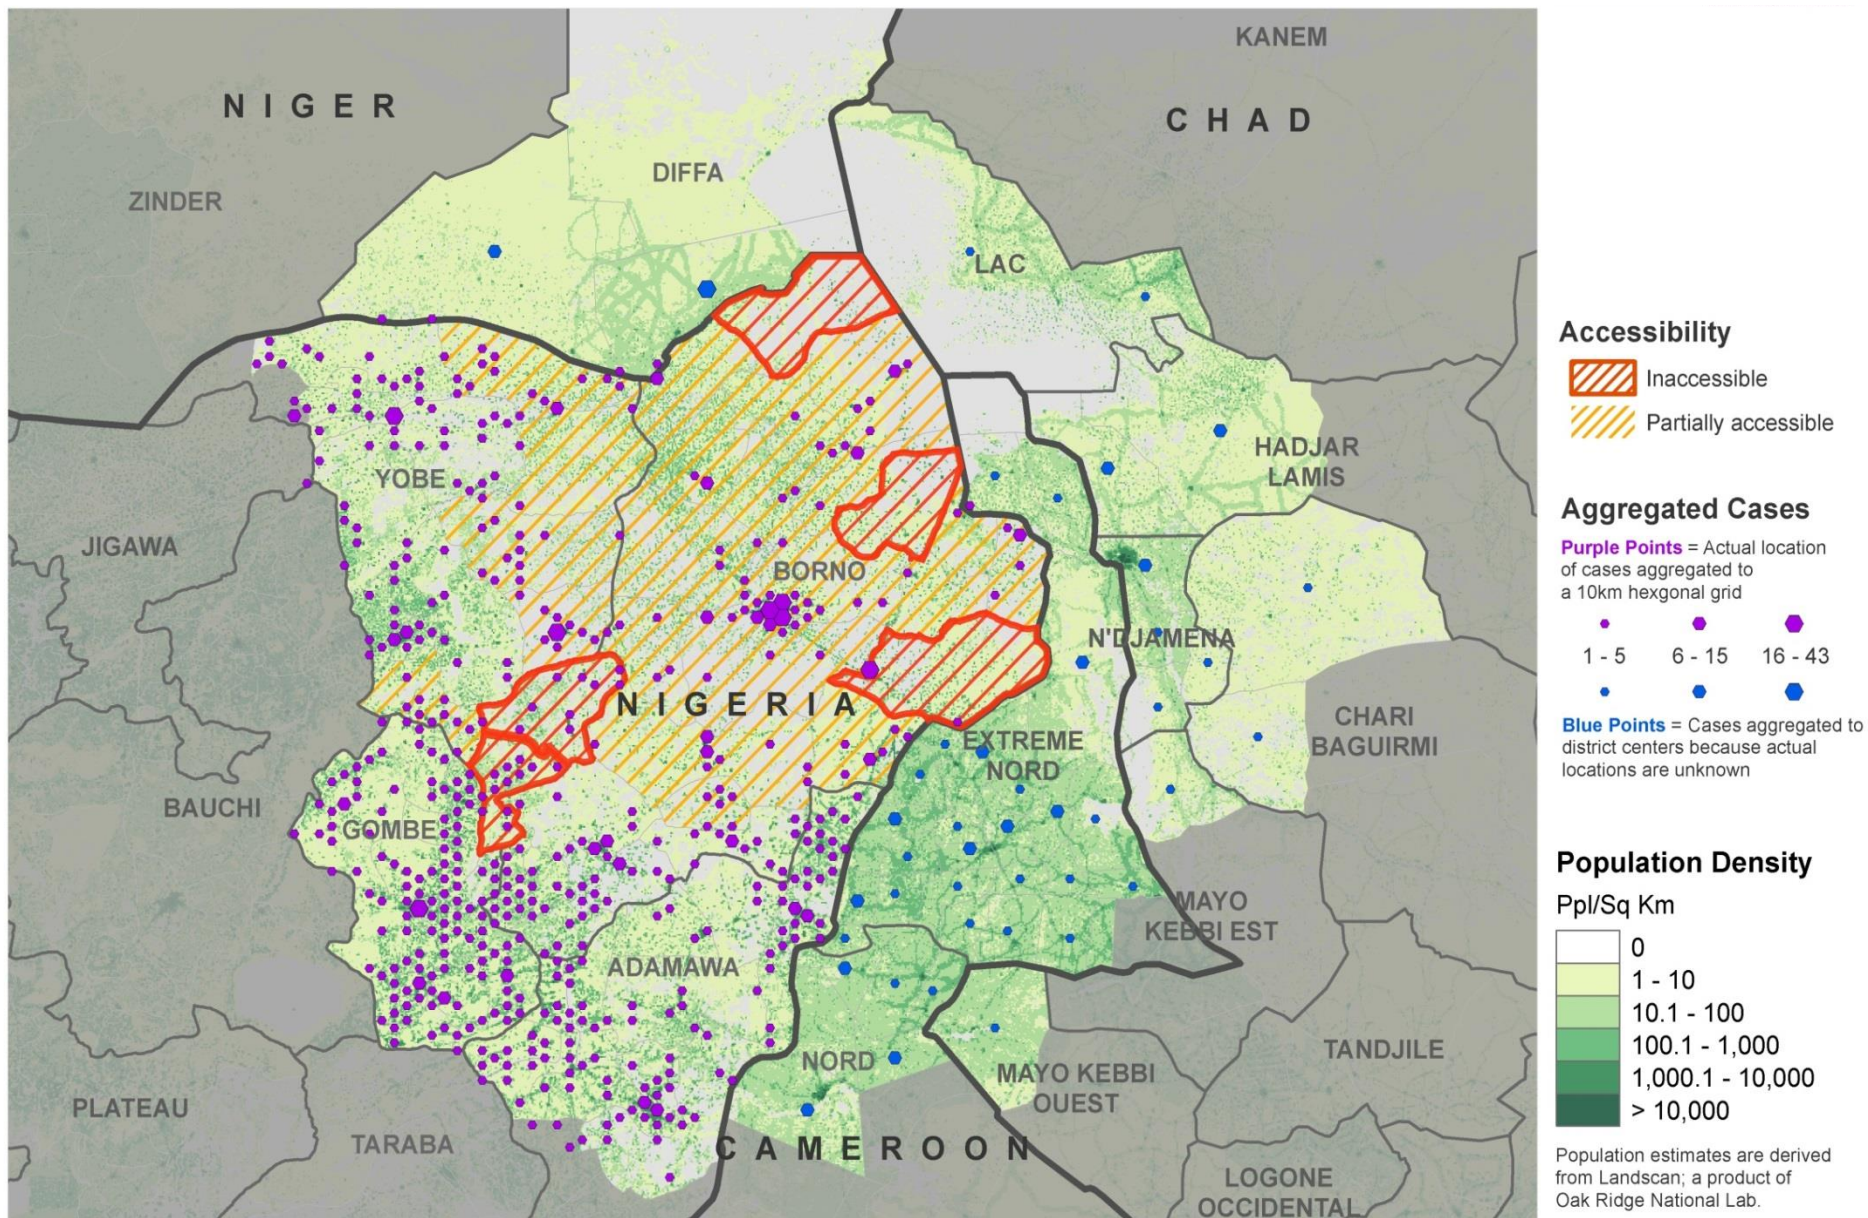 KANEM
NIGER
CHAD
DIFFA
ZINDER
LAC
HADJAR
LAMIS
YOBE
JIGAWA
BORNO
N'DJAMENA
NIGERIA
CHARI
BAGUIRMI
EXTREME
NORD
BAUCHI
GOMBE
MAYO
KEBBI EST
ADAMAWA
NORD
TANDJILE
MAYO KEBBI
OUEST
PLATEAU
TARABA
CAMEROON
LOGONE
OCCIDENTAL
Accessibility
Inaccessible
Partially accessible
Aggregated Cases
Purple Points = Actual location
of cases aggregated to
a 10km hexgonal grid
1 - 5 6 - 15 16 - 43
Blue Points = Cases aggregated to
district centers because actual
locations are unknown
Population Density
Ppl/Sq Km
0
1 - 10
10.1 - 100
100.1 - 1,000
1,000.1 - 10,000
> 10,000
Population estimates are derived
from Landscan; a product of
Oak Ridge National Lab.